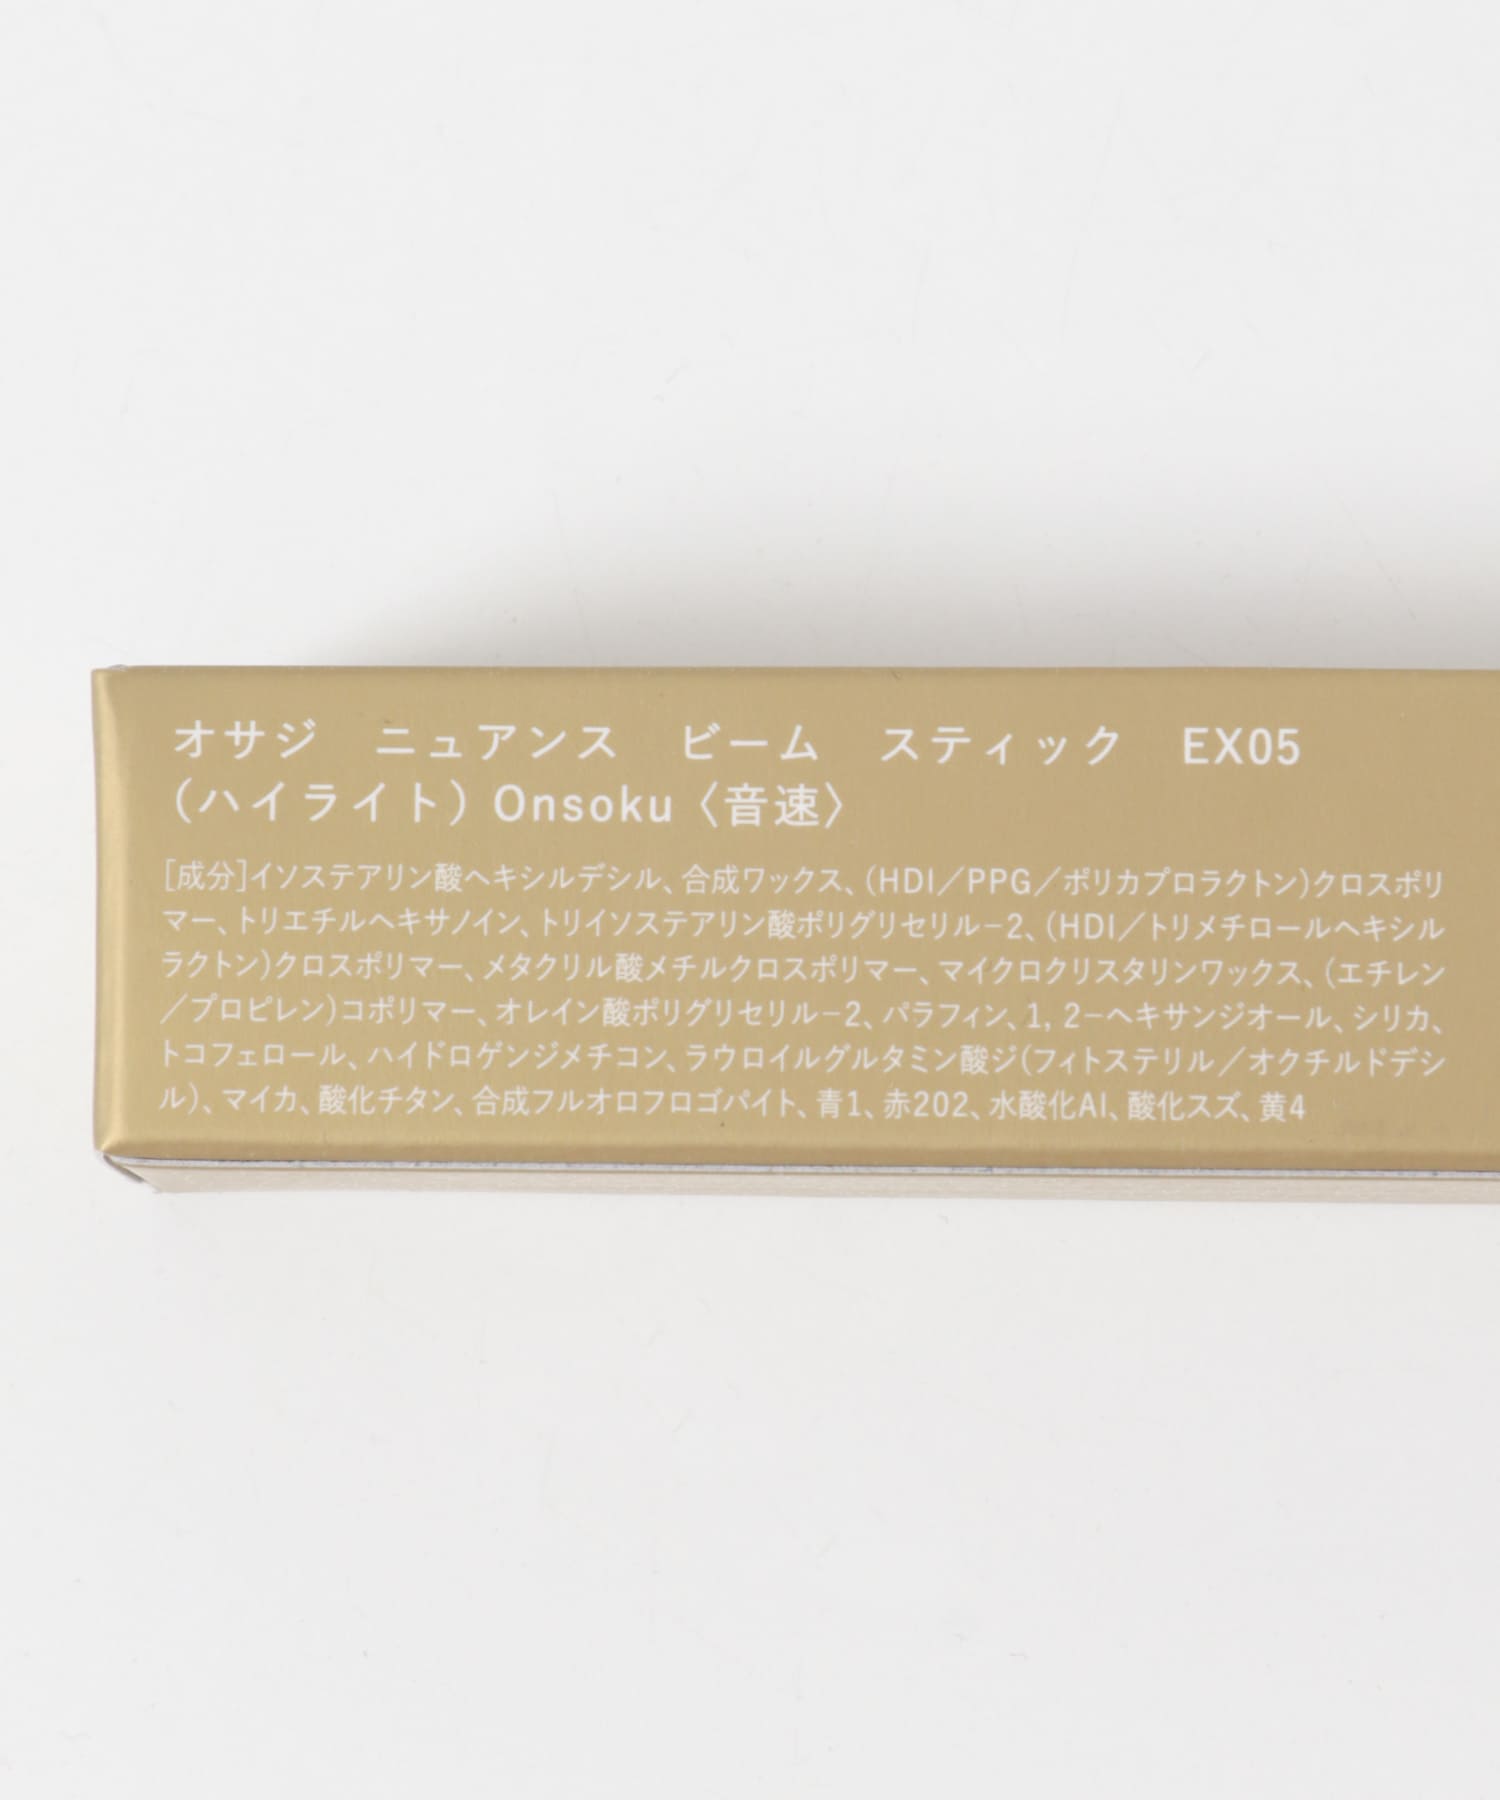 オサジ　ニュアンス　ビーム　スティック　EX05
（ハイライト）Onsoku〈音速〉
[成分]イソステアリン酸ヘキシルデシル、合成ワックス、(HDI／PPG／ポリカプロラクトン)クロスポリ
マー、トリエチルヘキサノイン、トリイソステアリン酸ポリグリセリル－2、(HDI／トリメチロールヘキシル
ラクトン)クロスポリマー、メタクリル酸メチルクロスポリマー、マイクロクリスタリンワックス、(エチレン
／プロピレン)コポリマー、オレイン酸ポリグリセリル－2、パラフィン、1, 2－ヘキサンジオール、シリカ、
トコフェロール、ハイドロゲンジメチコン、ラウロイルグルタミン酸ジ(フィトステリル／オクチルドデシ
ル)、マイカ、酸化チタン、合成フルオロフロゴパイト、青1、赤202、水酸化Al、酸化スズ、黄4